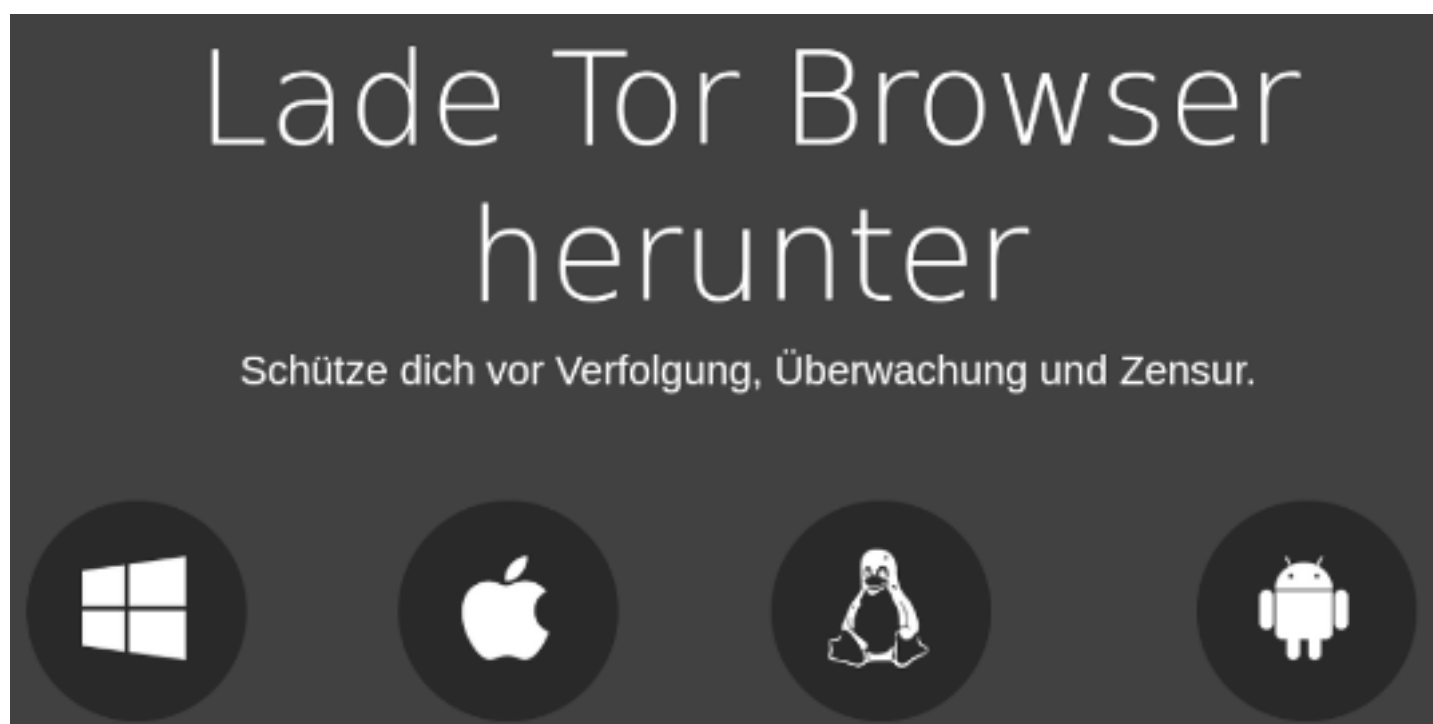 Lade Tor Browser
herunter
Schütze dich vor Verfolgung, Überwachung und Zensur.